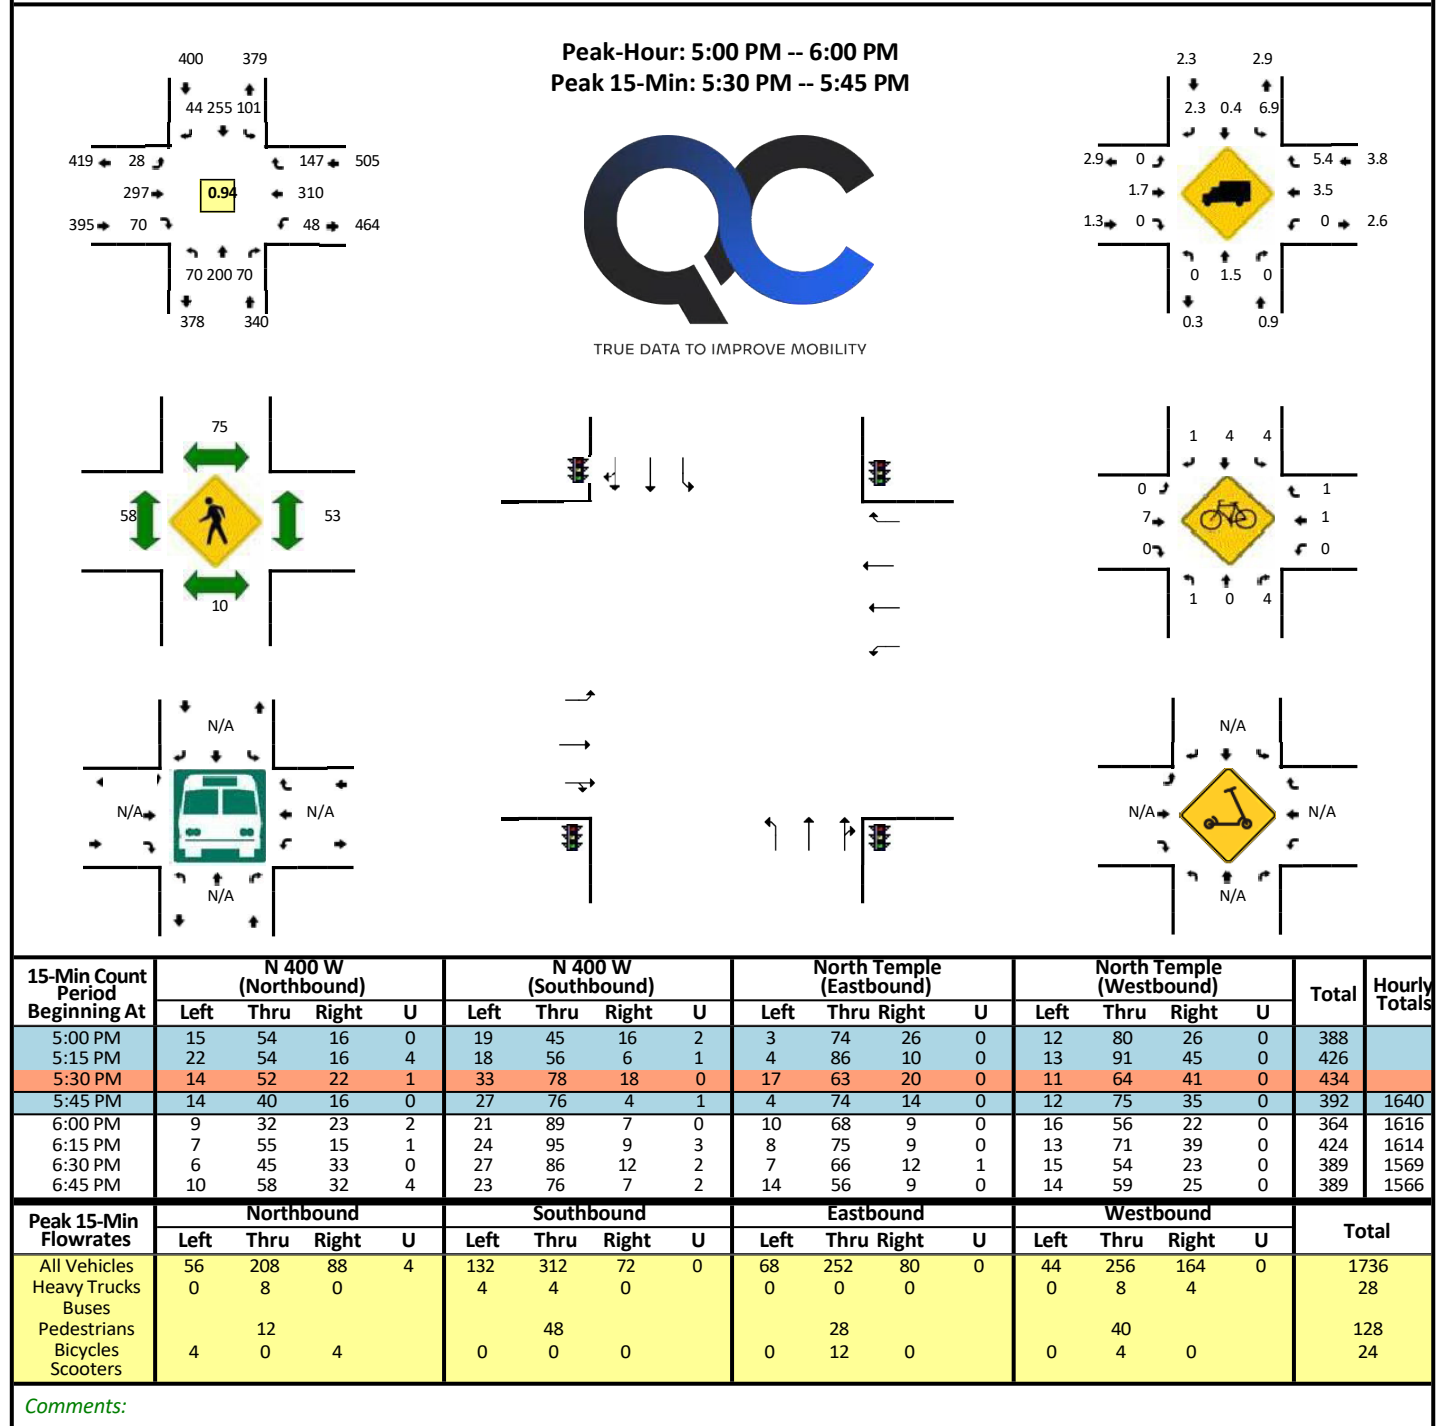 Peak-Hour: 5:00 PM -- 6:00 PM
Peak 15-Min: 5:30 PM -- 5:45 PM
400 379
44 255 101
419 28 147 505
297 0.94 310
395 70 48 464
70 200 70
378 340
2.3 2.9
2.3 0.4 6.9
2.9 0 5.4 3.8
1.7 3.5
1.3 0 0 2.6
0 1.5 0
0.3 0.9
TRUE DATA TO IMPROVE MOBILITY
75
58 53
10
1 4 4
0 1
7 1
0 0
1 0 4
N/A
N/A N/A
N/A
N/A
N/A N/A
N/A
15-Min Count Period Beginning At N 400 W (Northbound) N 400 W (Southbound) North Temple (Eastbound) North Temple (Westbound) Total Hourly Totals
Left Thru Right U Left Thru Right U Left Thru Right U Left Thru Right U
5:00 PM 15 54 16 0 19 45 16 2 3 74 26 0 12 80 26 0 388
5:15 PM 22 54 16 4 18 56 6 1 4 86 10 0 13 91 45 0 426
5:30 PM 14 52 22 1 33 78 18 0 17 63 20 0 11 64 41 0 434
5:45 PM 14 40 16 0 27 76 4 1 4 74 14 0 12 75 35 0 392 1640
6:00 PM 9 32 23 2 21 89 7 0 10 68 9 0 16 56 22 0 364 1616
6:15 PM 7 55 15 1 24 95 9 3 8 75 9 0 13 71 39 0 424 1614
6:30 PM 6 45 33 0 27 86 12 2 7 66 12 1 15 54 23 0 389 1569
6:45 PM 10 58 32 4 23 76 7 2 14 56 9 0 14 59 25 0 389 1566
Peak 15-Min Flowrates Northbound Southbound Eastbound Westbound Total
Left Thru Right U Left Thru Right U Left Thru Right U Left Thru Right U
All Vehicles 56 208 88 4 132 312 72 0 68 252 80 0 44 256 164 0 1736
Heavy Trucks 0 8 0 4 4 0 0 0 0 0 8 4 28
Buses
Pedestrians 12 48 28 40 128
Bicycles 4 0 4 0 0 0 0 12 0 0 4 0 24
Scooters
Comments: